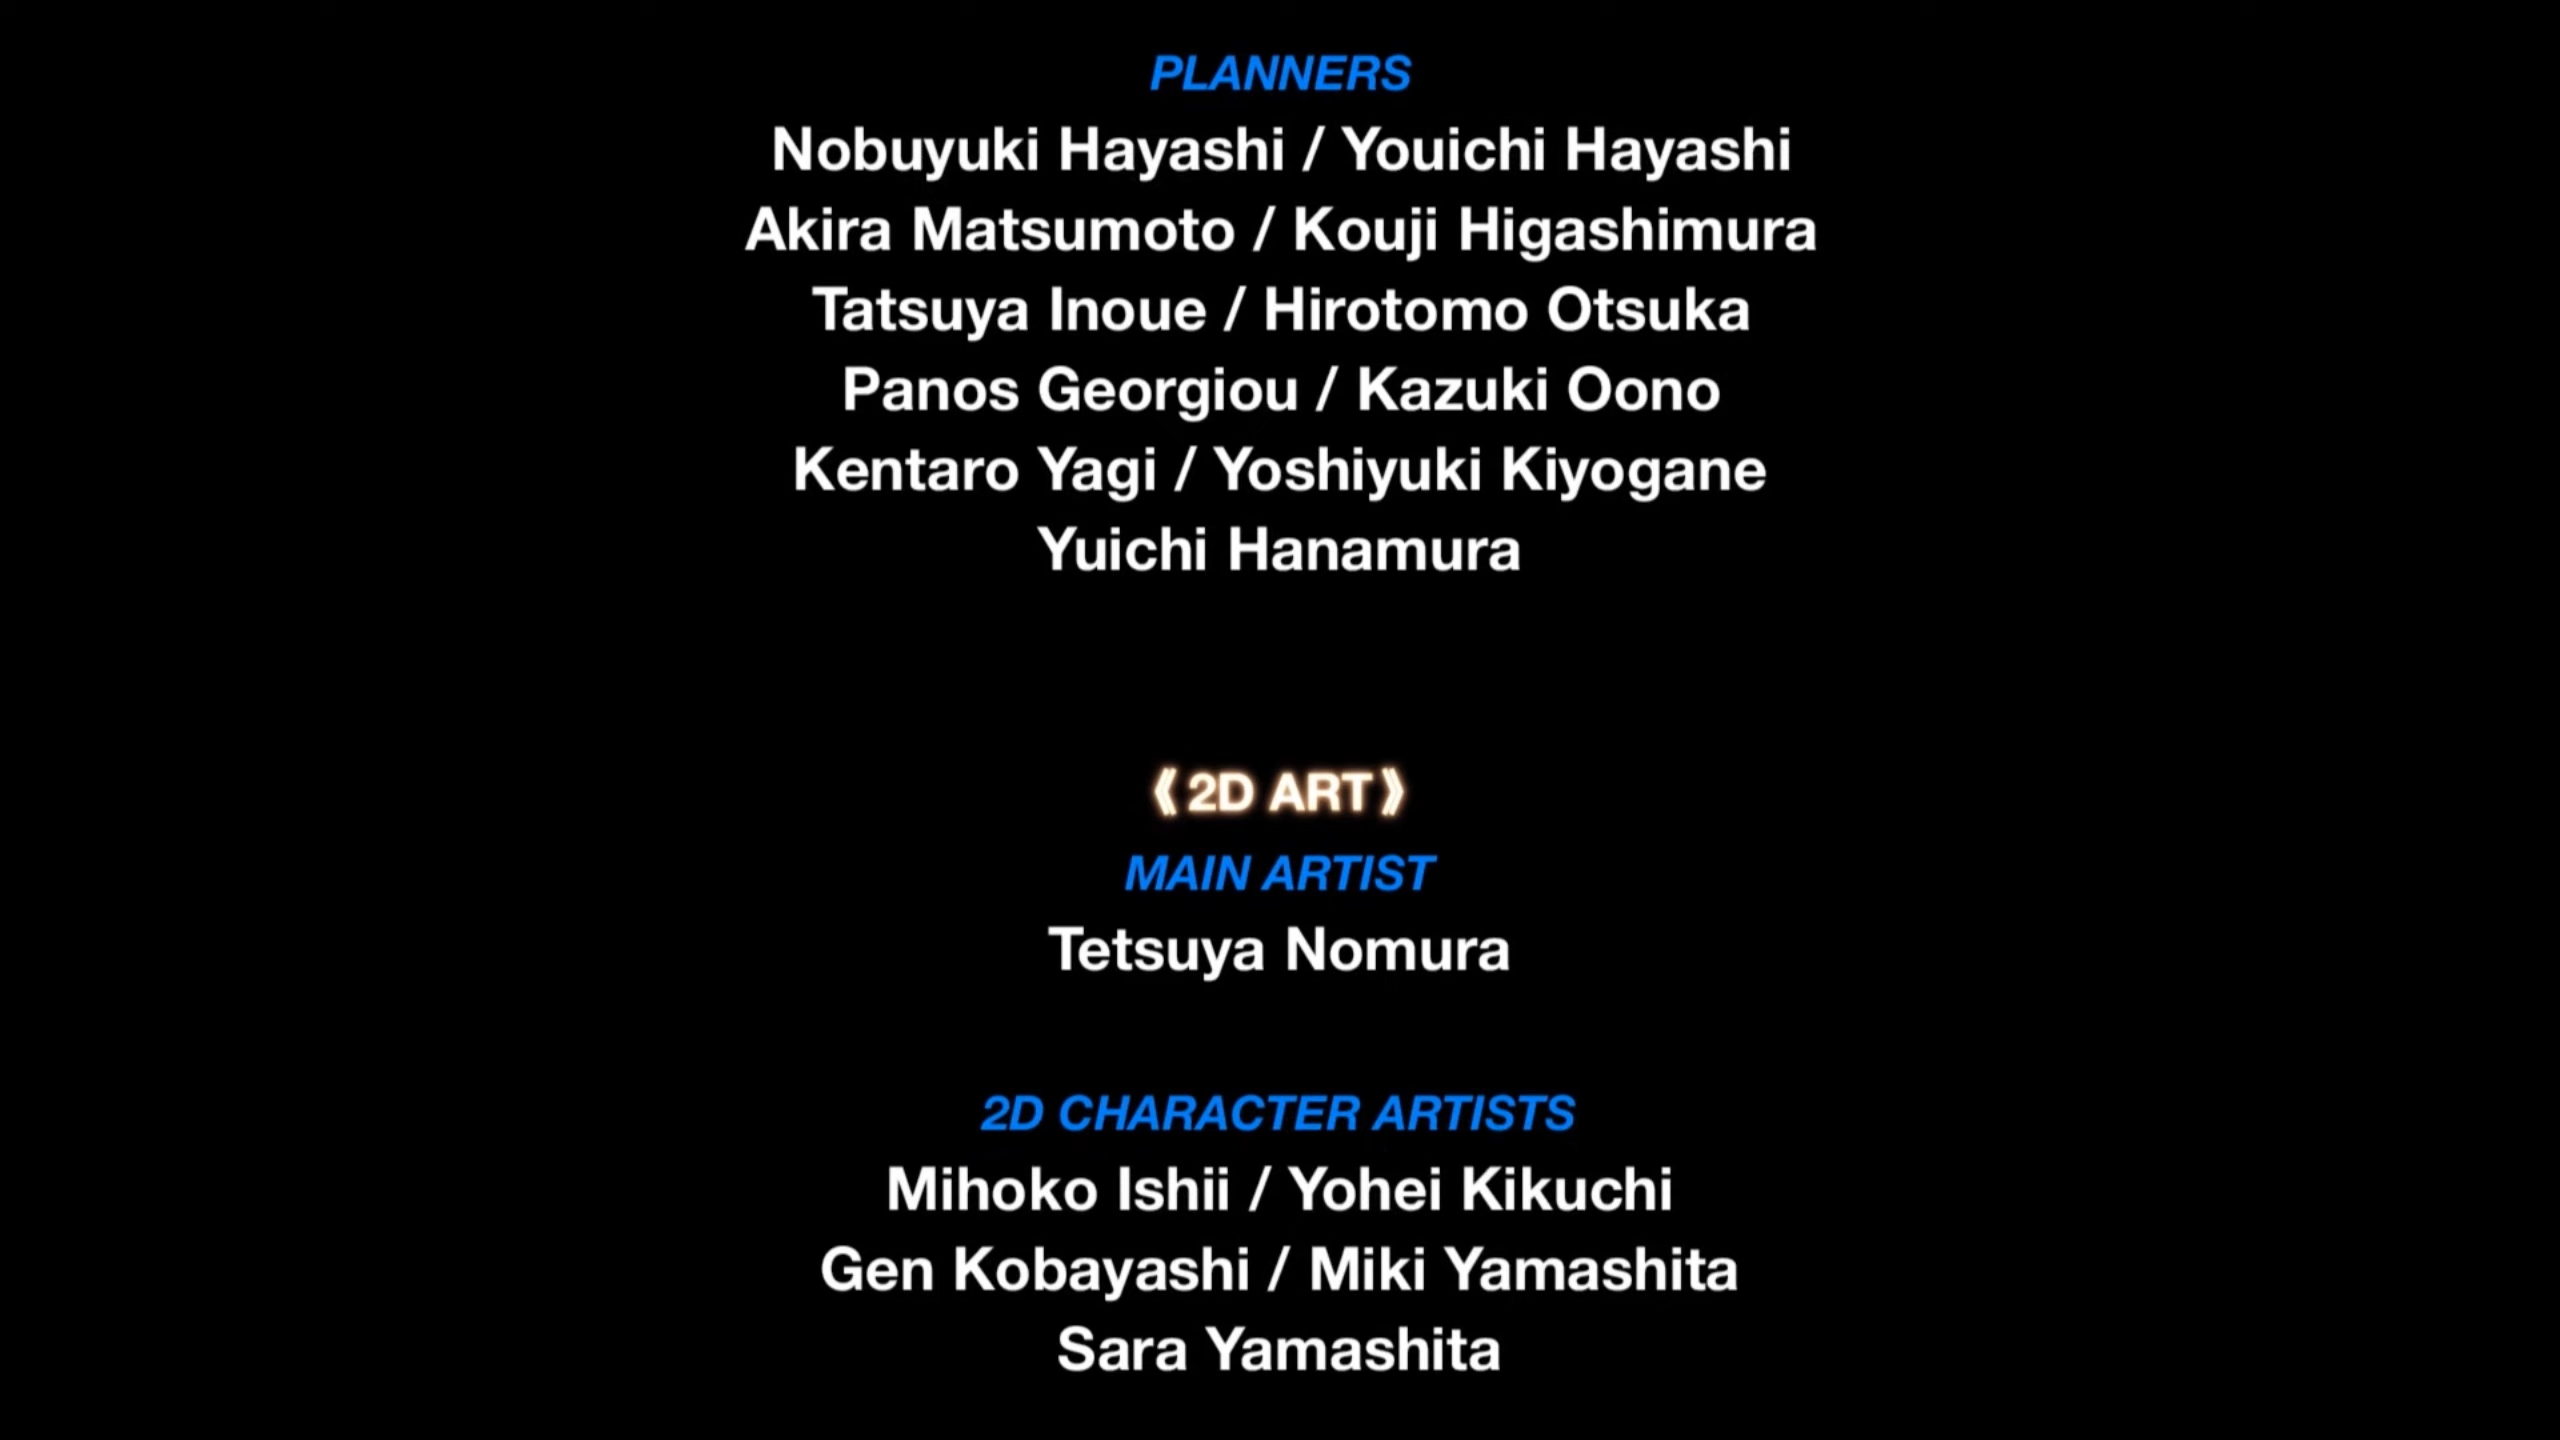 PLANNERS
Nobuyuki Hayashi / Youichi Hayashi
Akira Matsumoto / Kouji Higashimura
Tatsuya Inoue / Hirotomo Otsuka
Panos Georgiou / Kazuki Oono
Kentaro Yagi / Yoshiyuki Kiyogane
Yuichi Hanamura
《2D ART》
MAIN ARTIST
Tetsuya Nomura
2D CHARACTER ARTISTS
Mihoko Ishii / Yohei Kikuchi
Gen Kobayashi / Miki Yamashita
Sara Yamashita